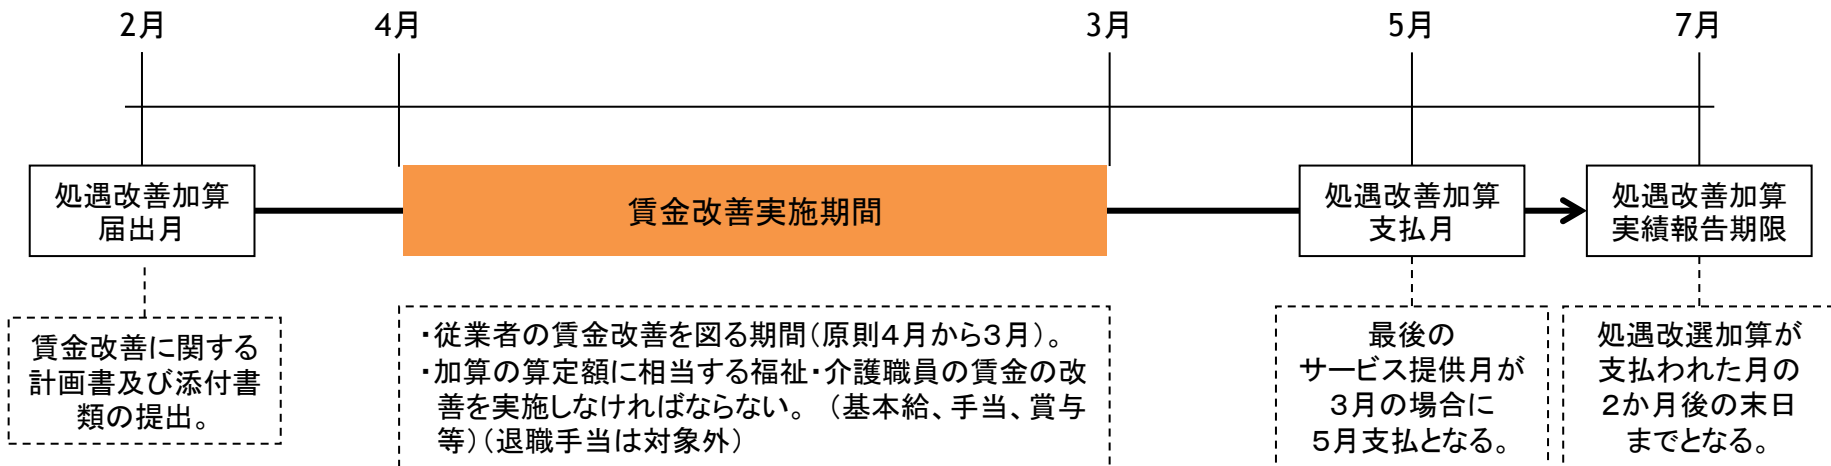 2月
4月
3月
5月
7月
処遇改善加算
届出月
賃金改善実施期間
処遇改善加算
支払月
処遇改善加算
実績報告期限
賃金改善に関する
計画書及び添付書
類の提出。
・従業者の賃金改善を図る期間（原則４月から３月）。
・加算の算定額に相当する福祉・介護職員の賃金の改
善を実施しなければならない。　（基本給、手当、賞与
等）（退職手当は対象外）
最後の
サービス提供月が
３月の場合に
５月支払となる。
処遇改選加算が
支払われた月の
２か月後の末日
までとなる。